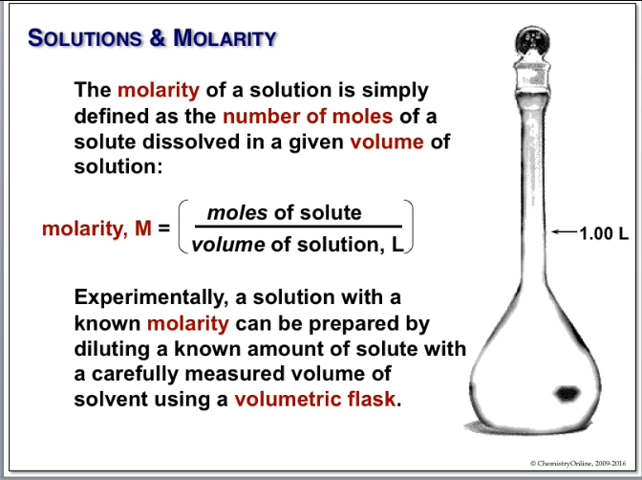 SOLUTIONS & MOLARITY
The molarity of a solution is simply
defined as the number of moles of a
solute dissolved in a given volume of
solution:
molarity, M =
moles of solute
volume of solution, L
1.00 L
Experimentally, a solution with a
known molarity can be prepared by
diluting a known amount of solute with
a carefully measured volume of
solvent using a volumetric flask.
© ChemistryOnline, 2009-2016